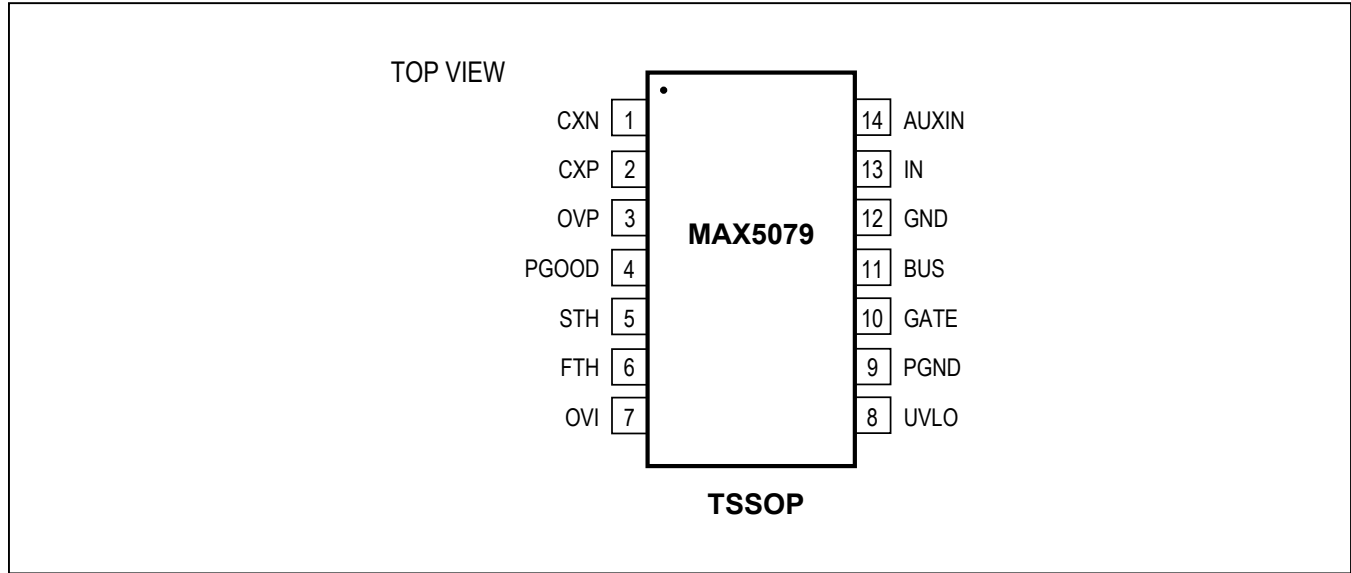 TOP VIEW
CXN 1
CXP 2
OVP 3
PGOOD 4
STH 5
FTH 6
OVI 7
MAX5079
14 AUXIN
13 IN
12 GND
11 BUS
10 GATE
9 PGND
8 UVLO
TSSOP